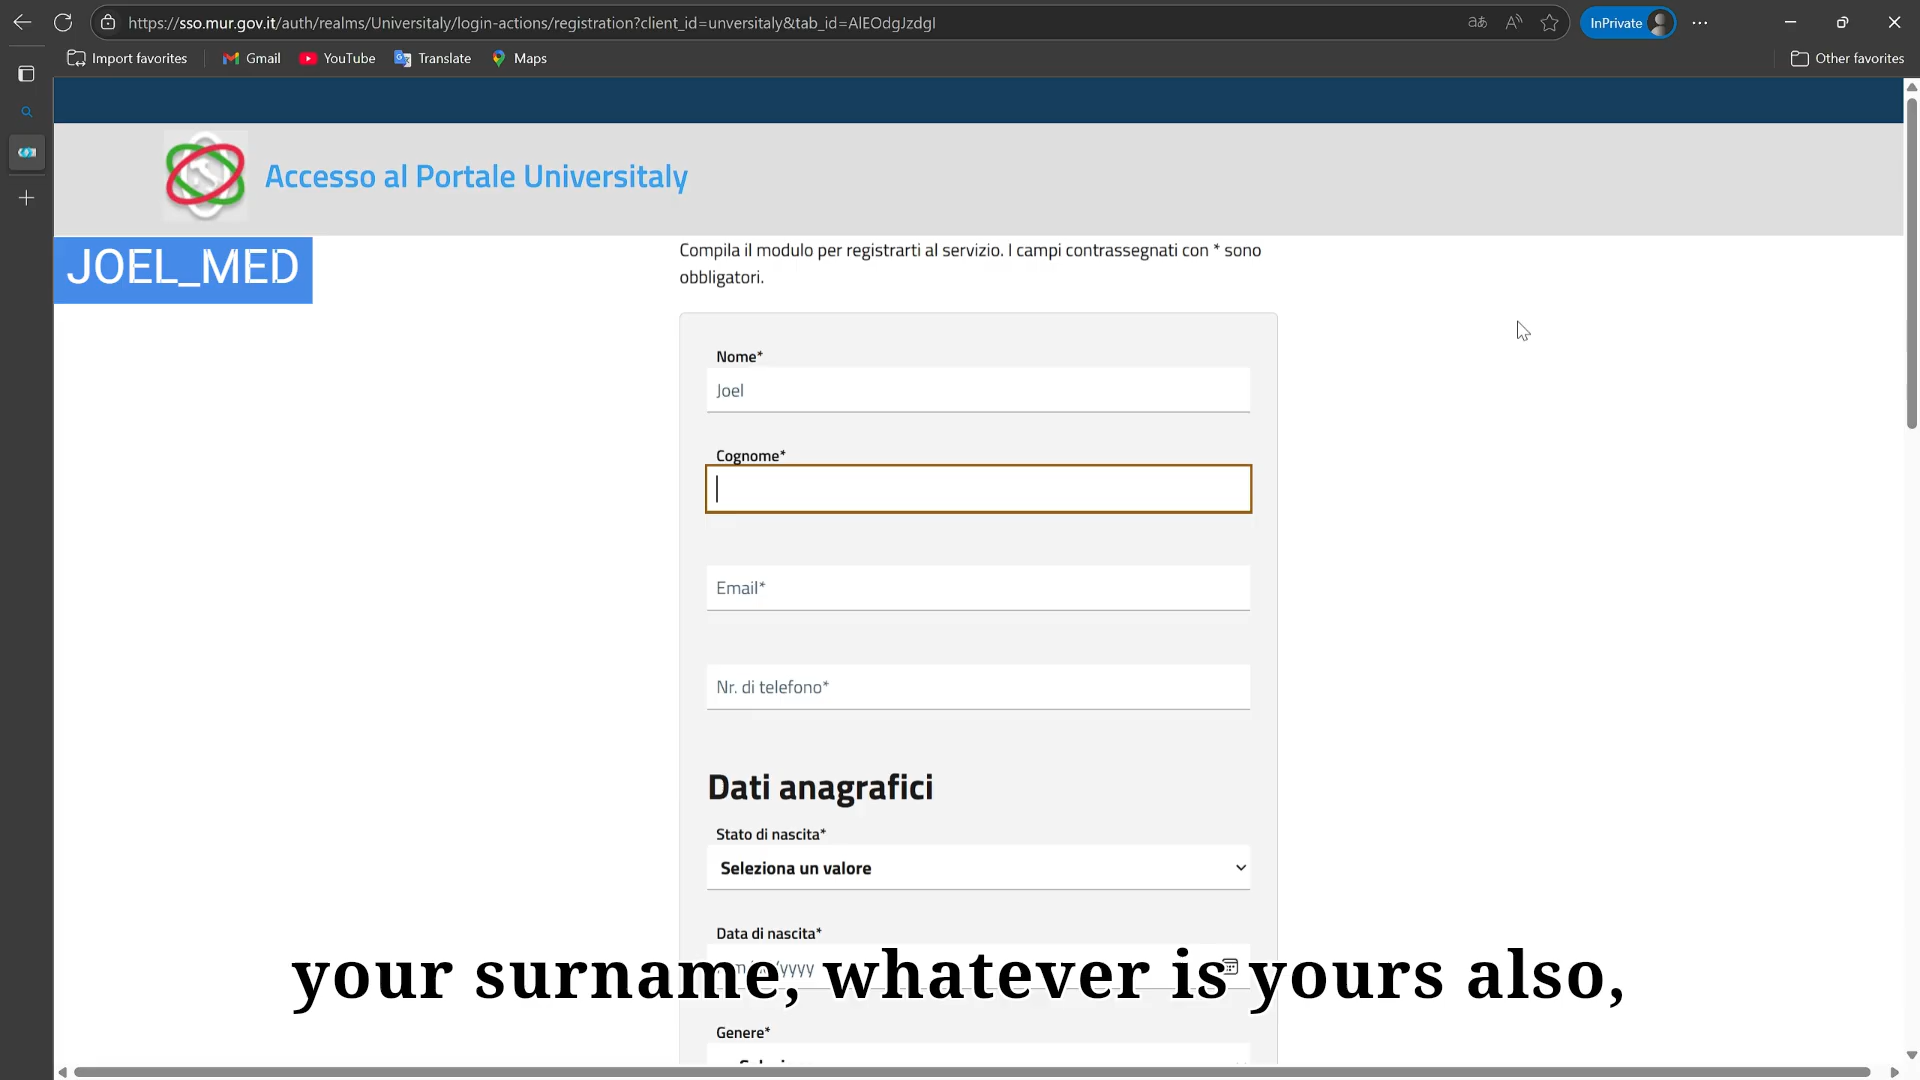 https://sso.mur.gov.it/auth/realms/Universitaly/login-actions/registration?client_id=unversitaly&tab_id=AlEOdgJzdgI
InPrivate
Import favorites
Gmail
YouTube
Translate
Maps
Other favorites
Accesso al Portale Universitaly
JOEL_MED
Compila il modulo per registrarti al servizio. I campi contrassegnati con * sono
obbligatori.
Nome*
Joel
Cognome*
Email*
Nr. di telefono*
Dati anagrafici
Stato di nascita*
Seleziona un valore
Data di nascita*
your surname, whatever is yours also,
Genere*